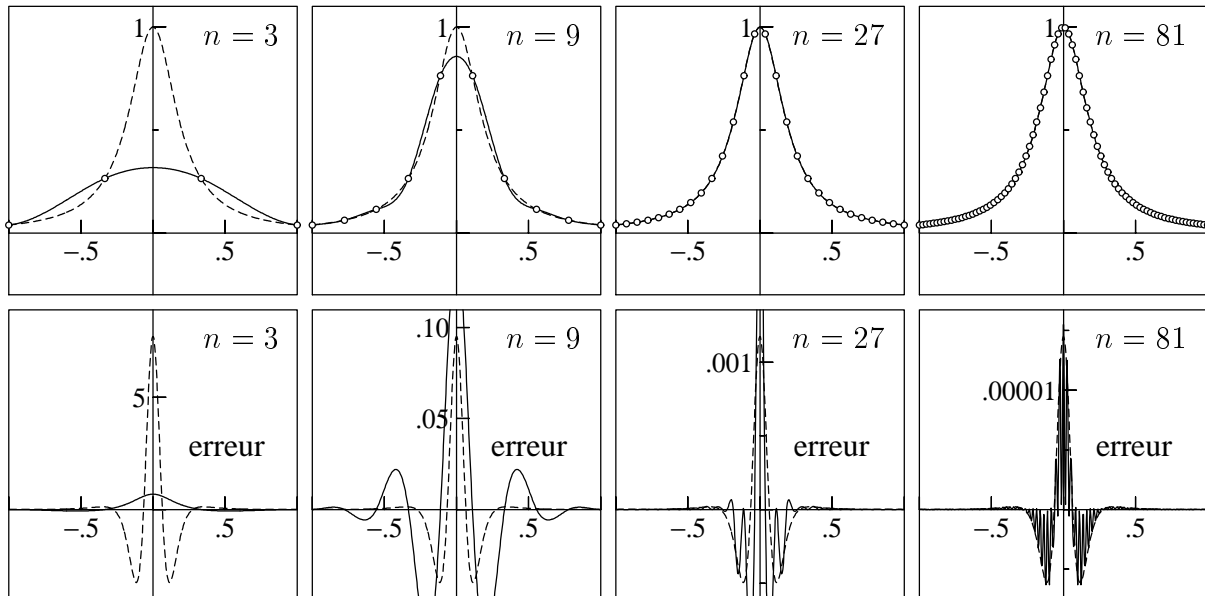 1
n = 3
−.5
.5
1
n = 9
−.5
.5
1
n = 27
−.5
.5
1
n = 81
−.5
.5
n = 3
5
erreur
−.5
.5
.10
n = 9
.05
erreur
−.5
.5
n = 27
.001
erreur
−.5
.5
n = 81
.00001
erreur
−.5
.5